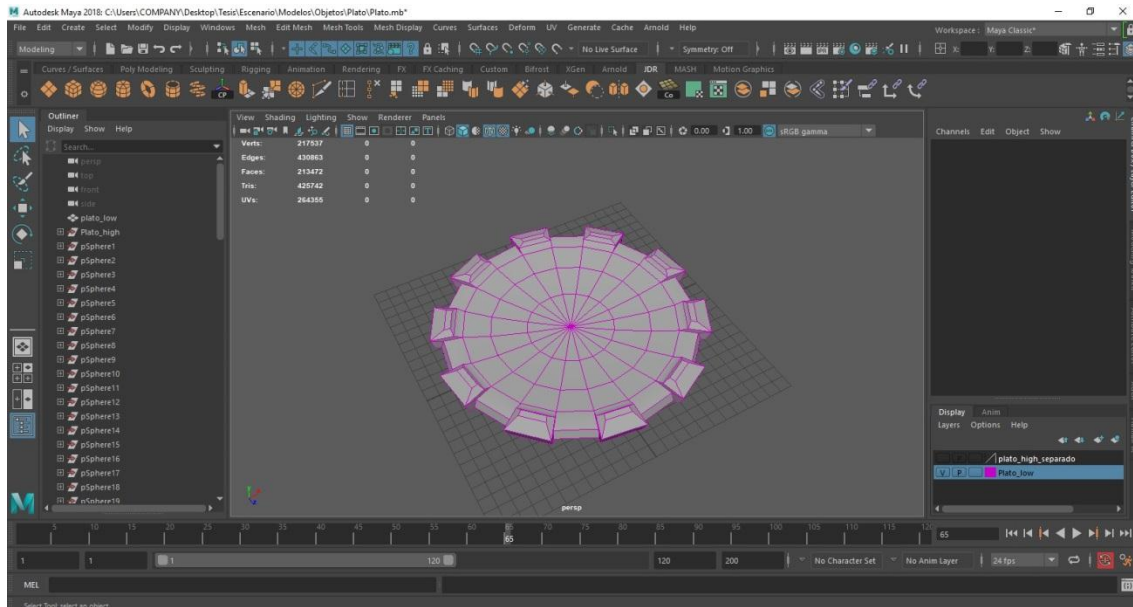 Autodesk Maya 2018: C:\Users\COMPANY\Desktop\Tesis\Escenario\Modelos\Objetos\Plato\Plato.mb*
File Edit Create Select Modify Display Windows Mesh Edit Mesh Mesh Tools Mesh Display Curves Surfaces Deform UV Generate Cache Arnold Help
Workspace: Maya Classic*
Modeling No Live Surface Symmetry: Off X: Y: Z:
Curves / Surfaces Poly Modeling Sculpting Rigging Animation Rendering FX FX Caching Custom Bifrost XGen Arnold JDR MASH Motion Graphics
CP Co
Outliner
Display Show Help
Search...
View Shading Lighting Show Renderer Panels
0.00 1.00 sRGB gamma
Channels Edit Object Show
Verts: 217537 0 0
Edges: 430863 0 0
Faces: 213472 0 0
Tris: 425742 0 0
UVs: 264355 0 0
persp
top
front
side
plato_low
Plato_high
pSphere1
pSphere2
pSphere3
pSphere4
pSphere5
pSphere6
pSphere7
pSphere8
pSphere9
pSphere10
pSphere11
pSphere12
pSphere13
pSphere14
pSphere15
pSphere16
pSphere17
pSphere18
pSphere19
persp
Display Anim
Layers Options Help
plato_high_separado
V P Plato_low
5 10 15 20 25 30 35 40 45 50 55 60 65 70 75 80 85 90 95 100 105 110 115 120
65 65
1 1 1 120 120 200 No Character Set No Anim Layer 24 fps
MEL
Select Tool: select an object